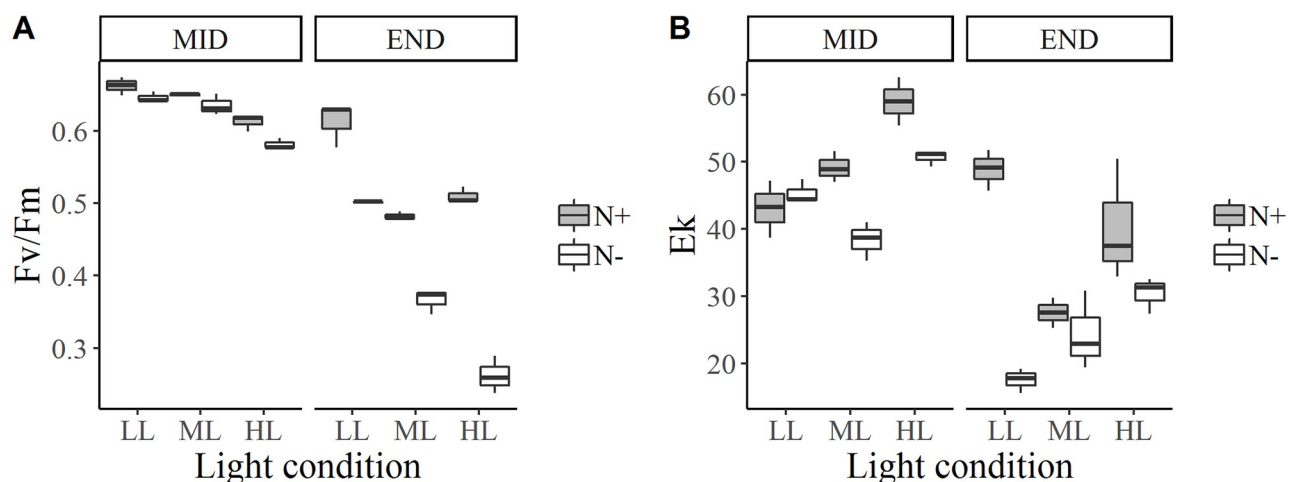 A
MID
END
Fv/Fm
0.6
0.5
0.4
0.3
LL
ML
HL
LL
ML
HL
Light condition
N+
N-
B
MID
END
Ek
60
50
40
30
20
LL
ML
HL
LL
ML
HL
Light condition
N+
N-